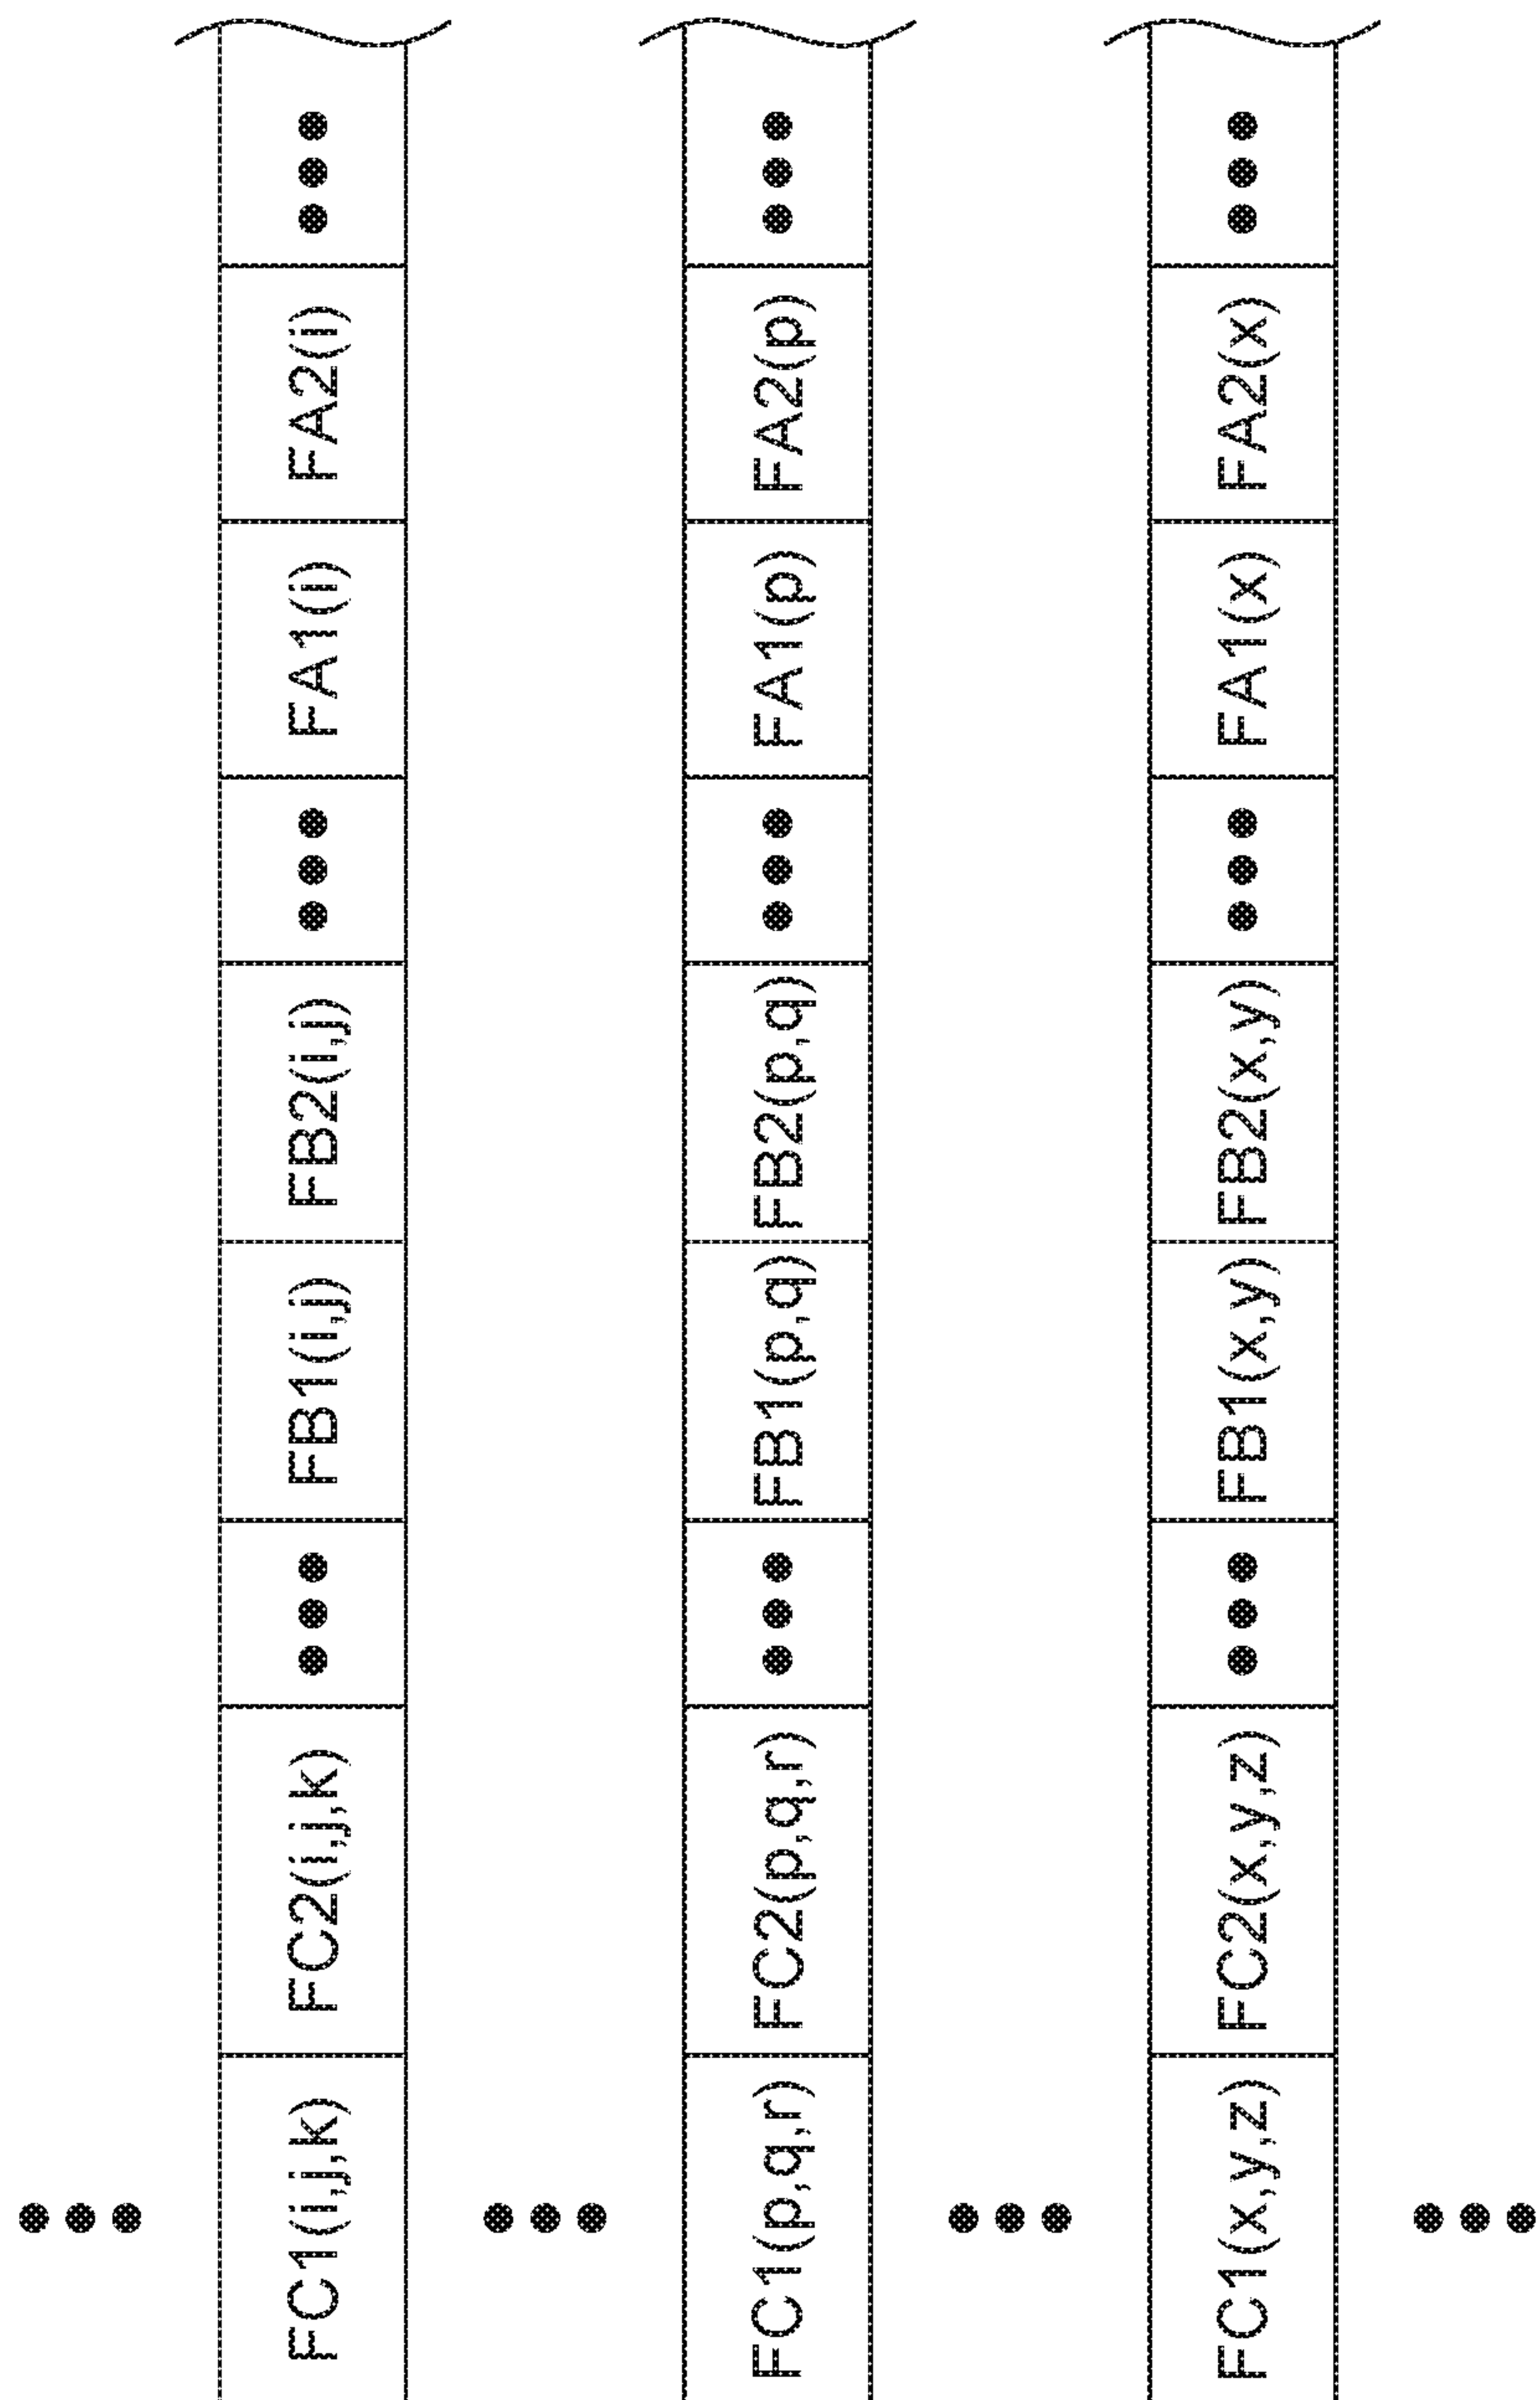 FC1(i,j,k) FC2(i,j,k) ••• FB1(i,j) FB2(i,j) ••• FA1(i) FA2(i) •••
FC1(p,q,r) FC2(p,q,r) ••• FB1(p,q) FB2(p,q) ••• FA1(p) FA2(p) •••
FC1(x,y,z) FC2(x,y,z) ••• FB1(x,y) FB2(x,y) ••• FA1(x) FA2(x) •••